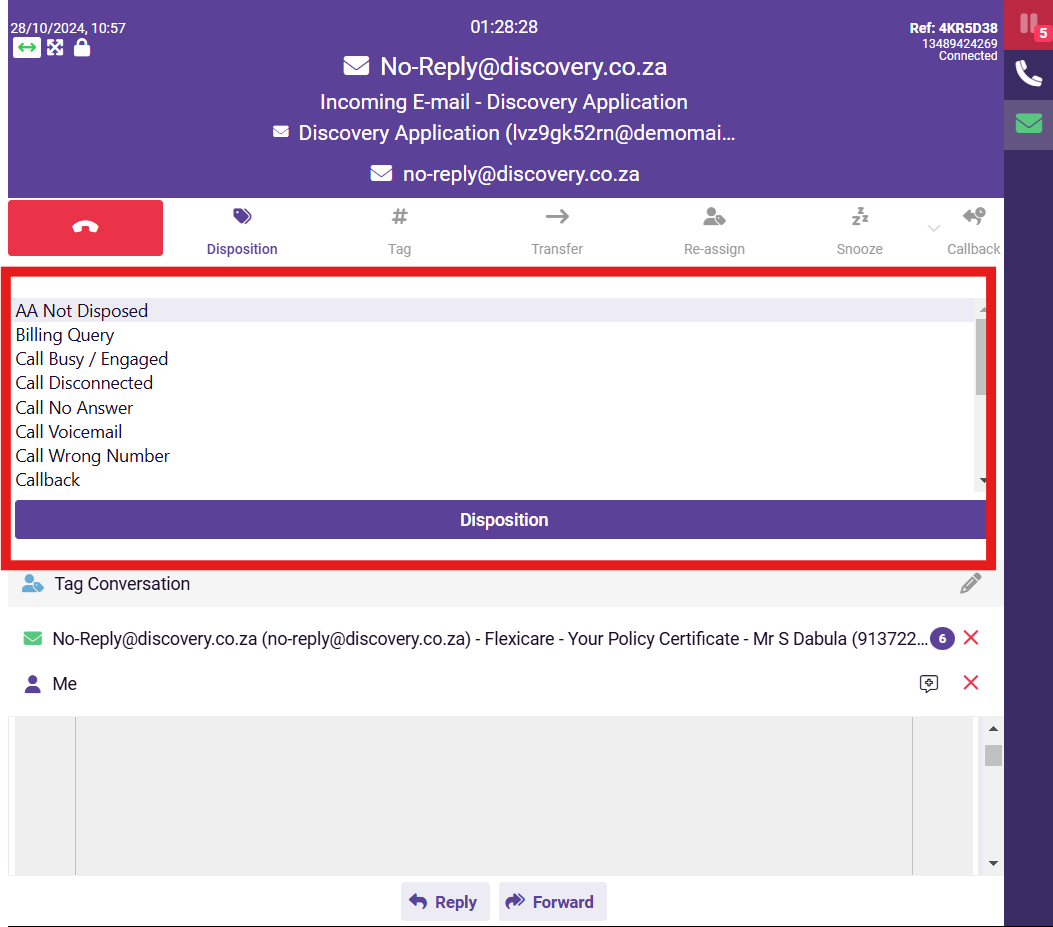 28/10/2024, 10:57
01:28:28
Ref: 4KR5D38
13489424269
Connected
5
No-Reply@discovery.co.za
Incoming E-mail - Discovery Application
Discovery Application (lvz9gk52rn@demomai...
no-reply@discovery.co.za
Disposition
Tag
Transfer
Re-assign
Snooze
Callback
AA Not Disposed
Billing Query
Call Busy / Engaged
Call Disconnected
Call No Answer
Call Voicemail
Call Wrong Number
Callback
Disposition
Tag Conversation
No-Reply@discovery.co.za (no-reply@discovery.co.za) - Flexicare - Your Policy Certificate - Mr S Dabula (913722... 6
Me
Reply
Forward